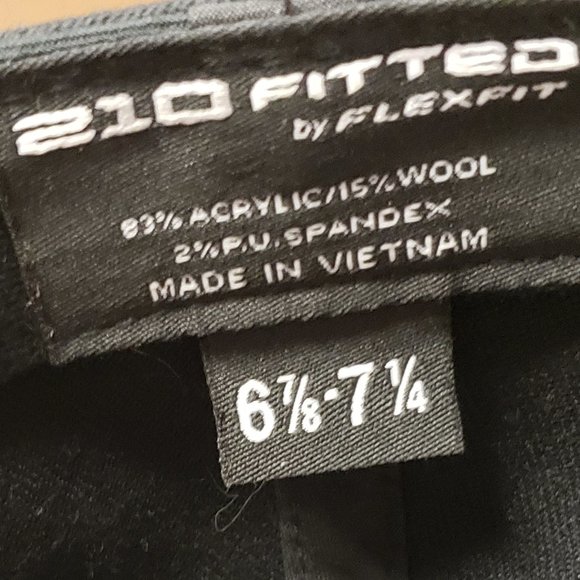 210 FITTED
by FLEXFIT
83% ACRYLIC/15% WOOL
2% P.U. SPANDEX
MADE IN VIETNAM
6⅞-7¼